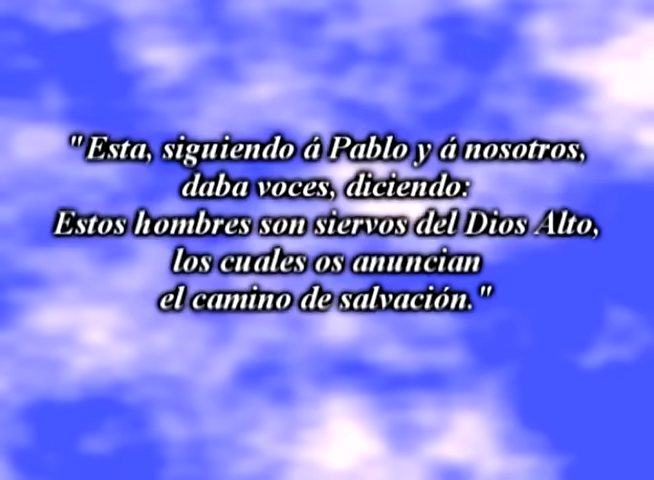 "Esta, siguiendo á Pablo y á nosotros,
daba voces, diciendo:
Estos hombres son siervos del Dios Alto,
los cuales os anuncian
el camino de salvación."